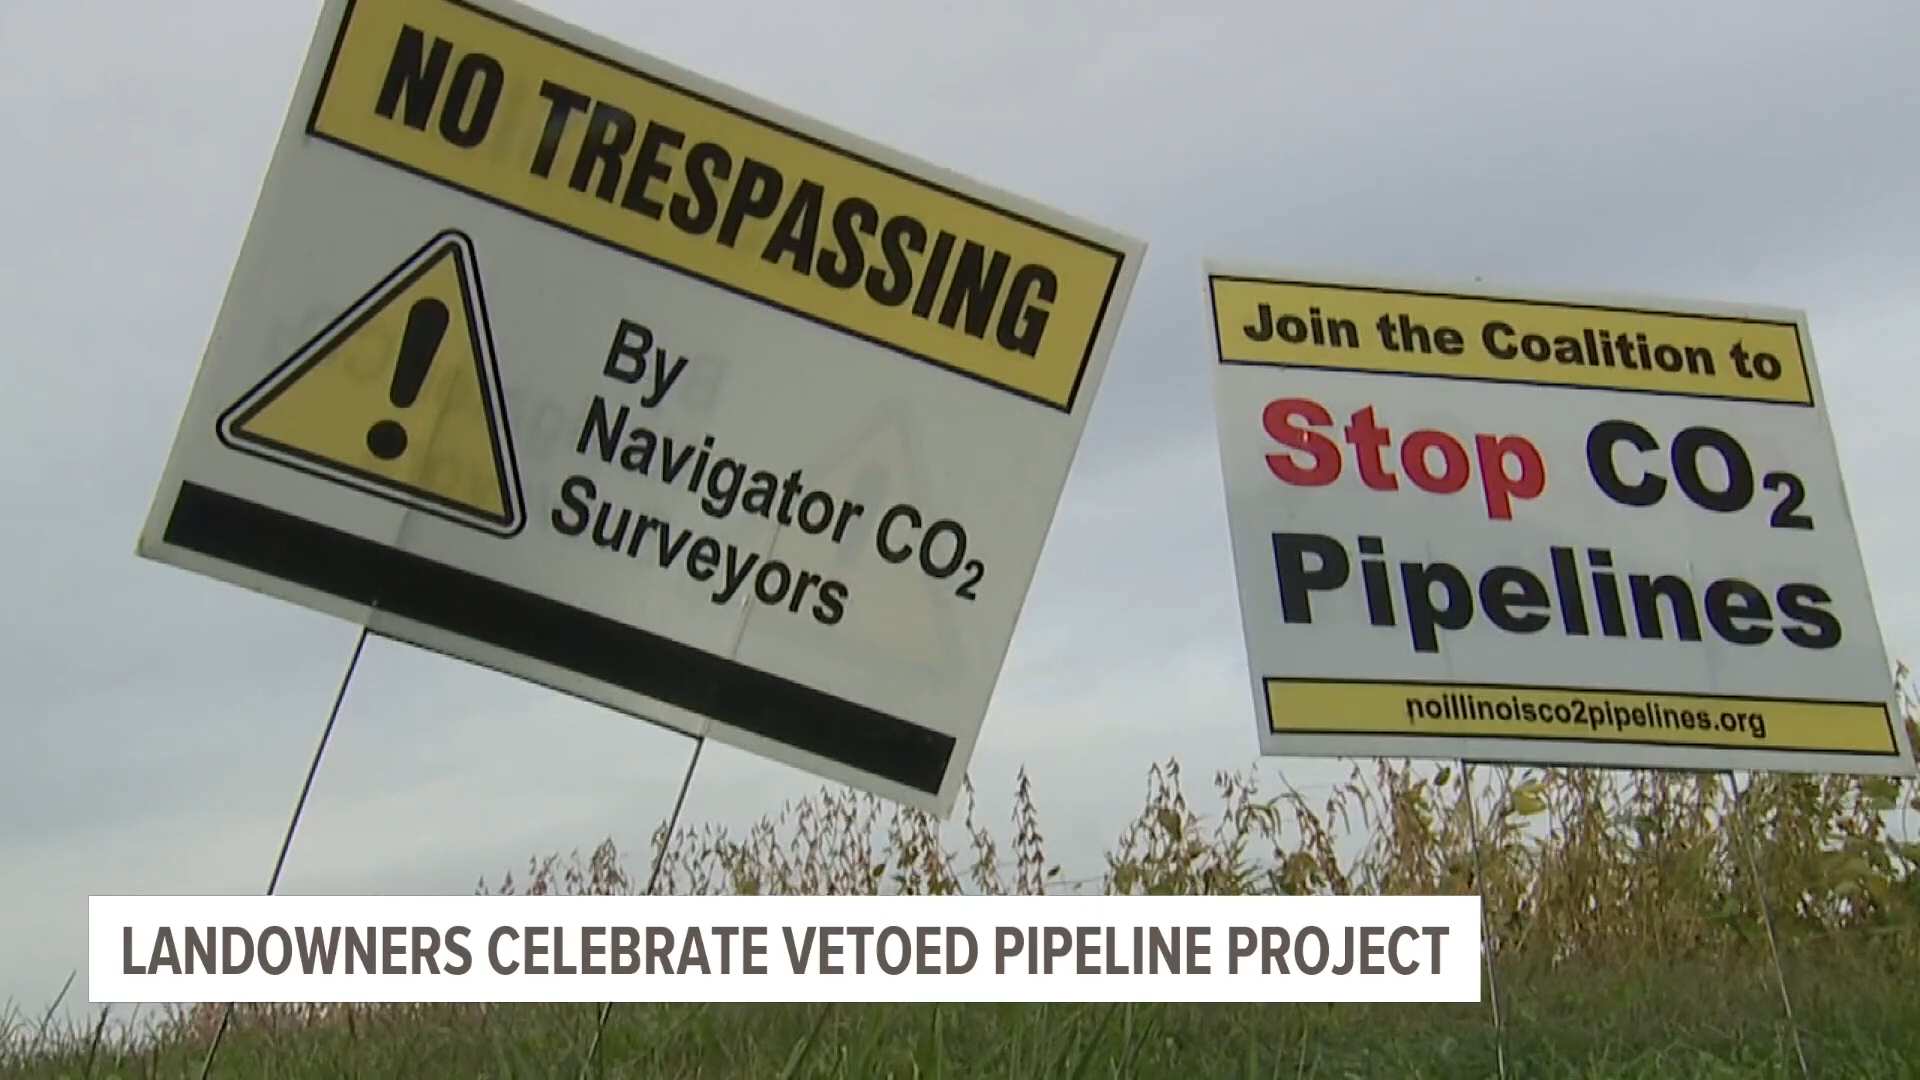 NO TRESPASSING
By
Navigator CO₂
Surveyors
Join the Coalition to
Stop CO₂
Pipelines
noillinoisco2pipelines.org
LANDOWNERS CELEBRATE VETOED PIPELINE PROJECT